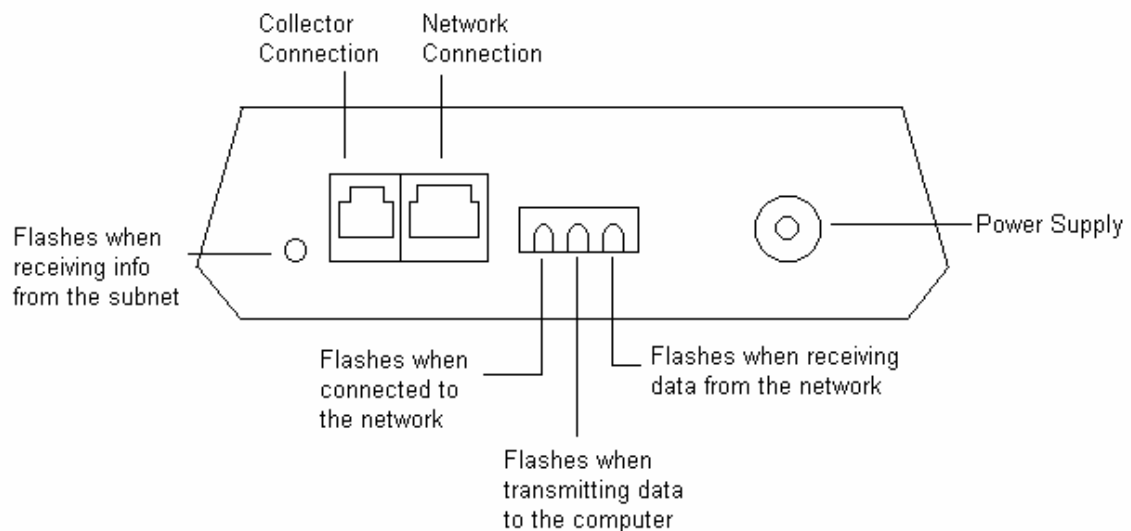 Collector
Connection
Network
Connection
Flashes when
receiving info
from the subnet
Power Supply
Flashes when
connected to
the network
Flashes when receiving
data from the network
Flashes when
transmitting data
to the computer